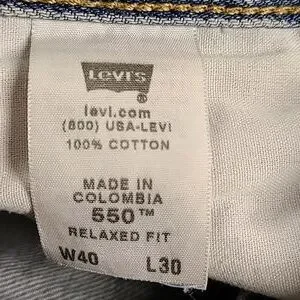 Levi's
levi.com
(800) USA-LEVI
100% COTTON
MADE IN
COLOMBIA
550™
RELAXED FIT
W40 L30